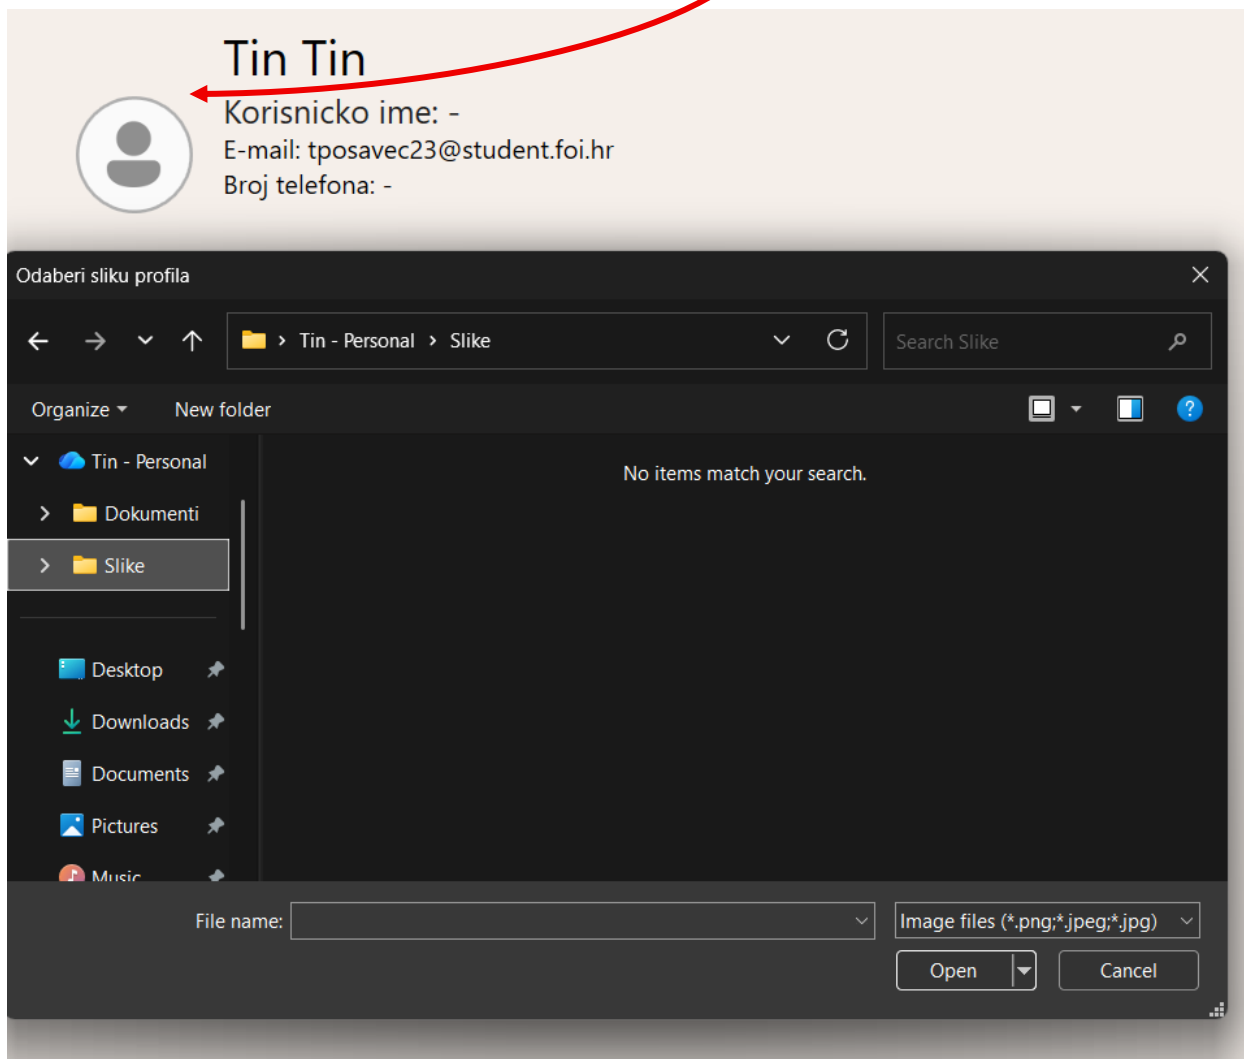 Tin Tin
Korisnicko ime: -
E-mail: tposavec23@student.foi.hr
Broj telefona: -
Odaberi sliku profila
Tin - Personal > Slike
Search Slike
Organize
New folder
Tin - Personal
No items match your search.
Dokumenti
Slike
Desktop
Downloads
Documents
Pictures
Music
File name:
Image files (*.png;*.jpeg;*.jpg)
Open
Cancel